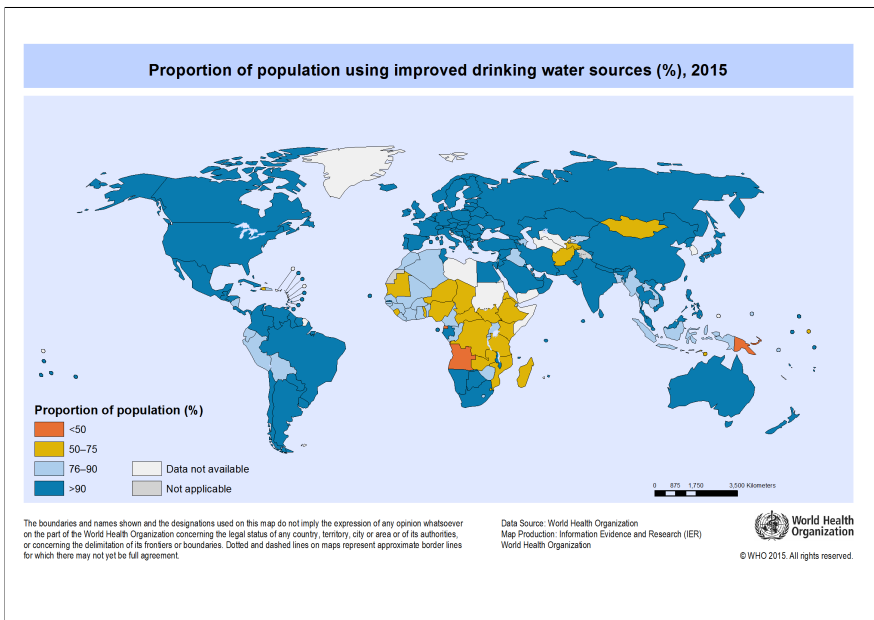 Proportion of population using improved drinking water sources (%), 2015
Proportion of population (%)
<50
50–75
76–90
>90
Data not available
Not applicable
0 875 1,750 3,500 Kilometers
The boundaries and names shown and the designations used on this map do not imply the expression of any opinion whatsoever
on the part of the World Health Organization concerning the legal status of any country, territory, city or area or of its authorities,
or concerning the delimitation of its frontiers or boundaries. Dotted and dashed lines on maps represent approximate border lines
for which there may not yet be full agreement.
Data Source: World Health Organization
Map Production: Information Evidence and Research (IER)
World Health Organization
World Health
Organization
© WHO 2015. All rights reserved.